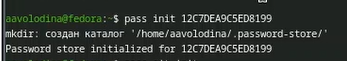 aavolodina@fedora:~$ pass init 12C7DEA9C5ED8199
mkdir: создан каталог '/home/aavolodina/.password-store/'
Password store initialized for 12C7DEA9C5ED8199